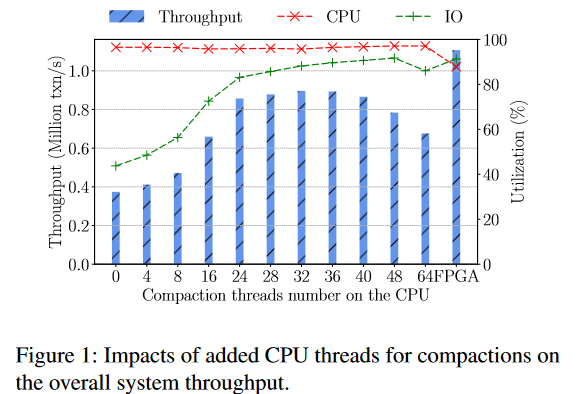 Throughput CPU IO
Throughput (Million txn/s)
1.0
0.8
0.6
0.4
0.2
0.0
100
80
60
40
20
0
Utilization (%)
0 4 8 16 24 28 32 36 40 48 64FPGA
Compaction threads number on the CPU
Figure 1: Impacts of added CPU threads for compactions on
the overall system throughput.